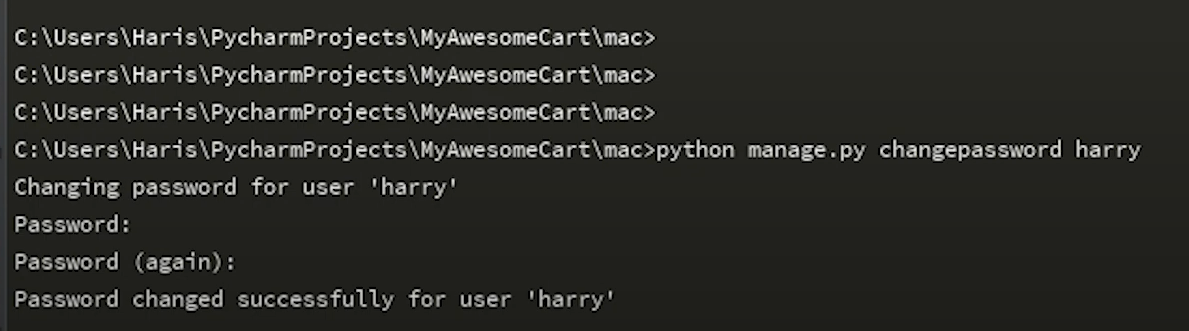 C:\Users\Haris\PycharmProjects\MyAwesomeCart\mac>
C:\Users\Haris\PycharmProjects\MyAwesomeCart\mac>
C:\Users\Haris\PycharmProjects\MyAwesomeCart\mac>
C:\Users\Haris\PycharmProjects\MyAwesomeCart\mac>python manage.py changepassword harry
Changing password for user 'harry'
Password:
Password (again):
Password changed successfully for user 'harry'